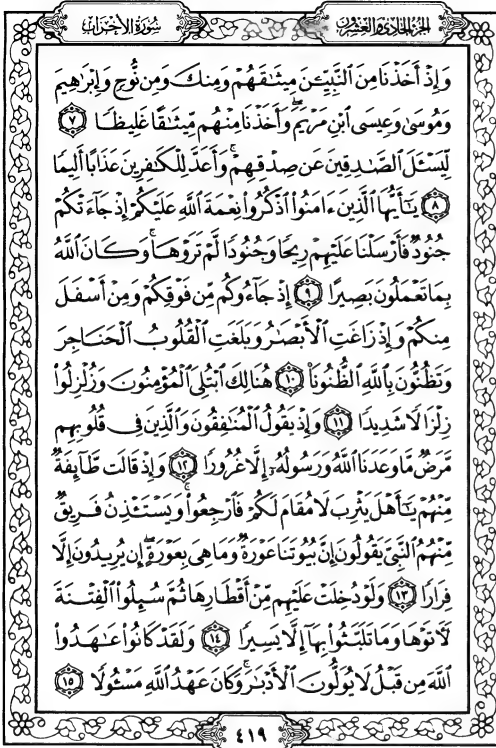 الجزء الحادي والعشرون
سورة الأحزاب
وَإِذْ أَخَذْنَا مِنَ ٱلنَّبِيِّـۧنَ مِيثَـٰقَهُمْ وَمِنكَ وَمِن نُّوحٍ وَإِبْرَٰهِيمَ
وَمُوسَىٰ وَعِيسَى ٱبْنِ مَرْيَمَ ۖ وَأَخَذْنَا مِنْهُم مِّيثَـٰقًا غَلِيظًا ٧
لِّيَسْـَٔلَ ٱلصَّـٰدِقِينَ عَن صِدْقِهِمْ ۚ وَأَعَدَّ لِلْكَـٰفِرِينَ عَذَابًا أَلِيمًا
٨ يَـٰٓأَيُّهَا ٱلَّذِينَ ءَامَنُوا۟ ٱذْكُرُوا۟ نِعْمَةَ ٱللَّهِ عَلَيْكُمْ إِذْ جَآءَتْكُمْ
جُنُودٌ فَأَرْسَلْنَا عَلَيْهِمْ رِيحًا وَجُنُودًا لَّمْ تَرَوْهَا ۚ وَكَانَ ٱللَّهُ
بِمَا تَعْمَلُونَ بَصِيرًا ٩ إِذْ جَآءُوكُم مِّن فَوْقِكُمْ وَمِنْ أَسْفَلَ
مِنكُمْ وَإِذْ زَاغَتِ ٱلْأَبْصَـٰرُ وَبَلَغَتِ ٱلْقُلُوبُ ٱلْحَنَاجِرَ
وَتَظُنُّونَ بِٱللَّهِ ٱلظُّنُونَا۠ ١٠ هُنَالِكَ ٱبْتُلِىَ ٱلْمُؤْمِنُونَ وَزُلْزِلُوا۟
زِلْزَالًا شَدِيدًا ١١ وَإِذْ يَقُولُ ٱلْمُنَـٰفِقُونَ وَٱلَّذِينَ فِى قُلُوبِهِم
مَّرَضٌ مَّا وَعَدَنَا ٱللَّهُ وَرَسُولُهُۥٓ إِلَّا غُرُورًا ١٢ وَإِذْ قَالَت طَّآئِفَةٌ
مِّنْهُمْ يَـٰٓأَهْلَ يَثْرِبَ لَا مُقَامَ لَكُمْ فَٱرْجِعُوا۟ ۚ وَيَسْتَـْٔذِنُ فَرِيقٌ
مِّنْهُمُ ٱلنَّبِىَّ يَقُولُونَ إِنَّ بُيُوتَنَا عَوْرَةٌ وَمَا هِىَ بِعَوْرَةٍ ۖ إِن يُرِيدُونَ إِلَّا
فِرَارًا ١٣ وَلَوْ دُخِلَتْ عَلَيْهِم مِّنْ أَقْطَارِهَا ثُمَّ سُئِلُوا۟ ٱلْفِتْنَةَ
لَـَٔاتَوْهَا وَمَا تَلَبَّثُوا۟ بِهَآ إِلَّا يَسِيرًا ١٤ وَلَقَدْ كَانُوا۟ عَـٰهَدُوا۟
ٱللَّهَ مِن قَبْلُ لَا يُوَلُّونَ ٱلْأَدْبَـٰرَ ۚ وَكَانَ عَهْدُ ٱللَّهِ مَسْـُٔولًا ١٥
٤١٩